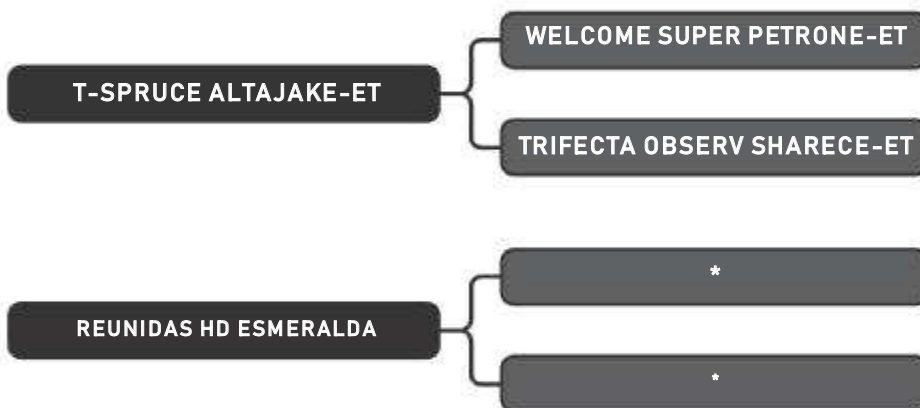 WELCOME SUPER PETRONE-ET
T-SPRUCE ALTAJAKE-ET
TRIFECTA OBSERV SHARECE-ET
*
REUNIDAS HD ESMERALDA
*